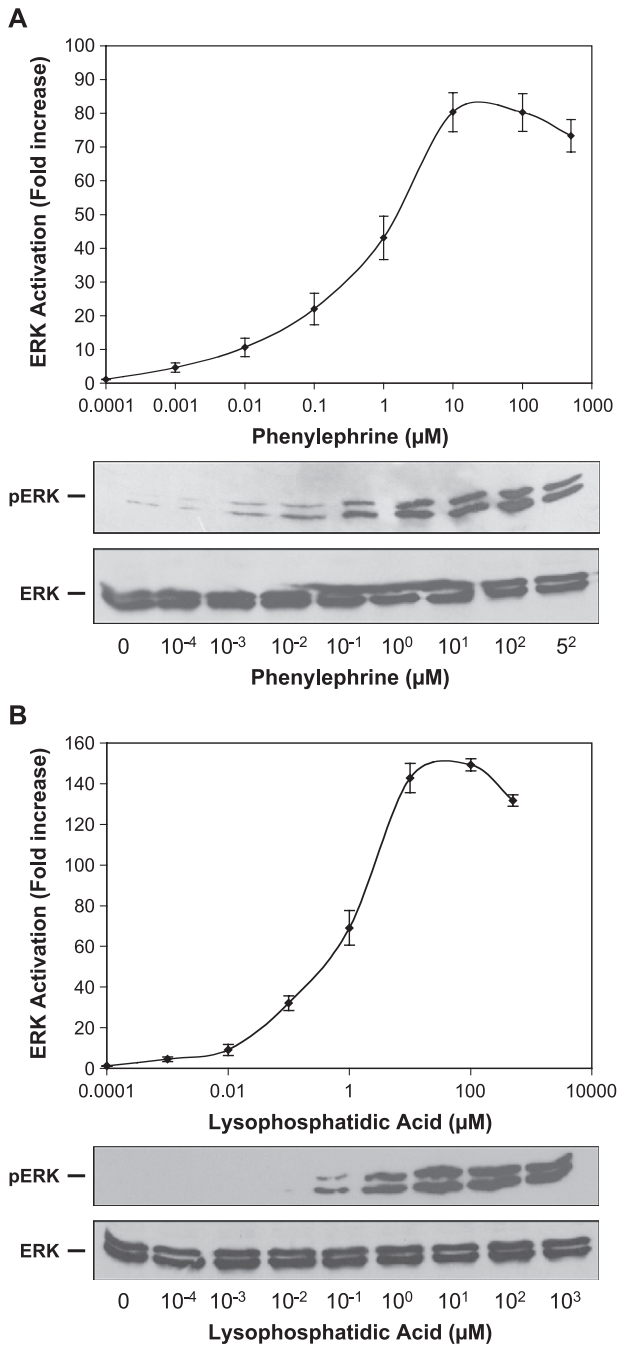 A
ERK Activation (Fold increase)
100
90
80
70
60
50
40
30
20
10
0
0.0001 0.001 0.01 0.1 1 10 100 1000
Phenylephrine (µM)
pERK
ERK
0 10-4 10-3 10-2 10-1 10⁰ 10¹ 10² 5²
Phenylephrine (µM)
B
ERK Activation (Fold increase)
160
140
120
100
80
60
40
20
0
0.0001 0.01 1 100 10000
Lysophosphatidic Acid (µM)
pERK
ERK
0 10-4 10-3 10-2 10-1 10⁰ 10¹ 10² 10³
Lysophosphatidic Acid (µM)